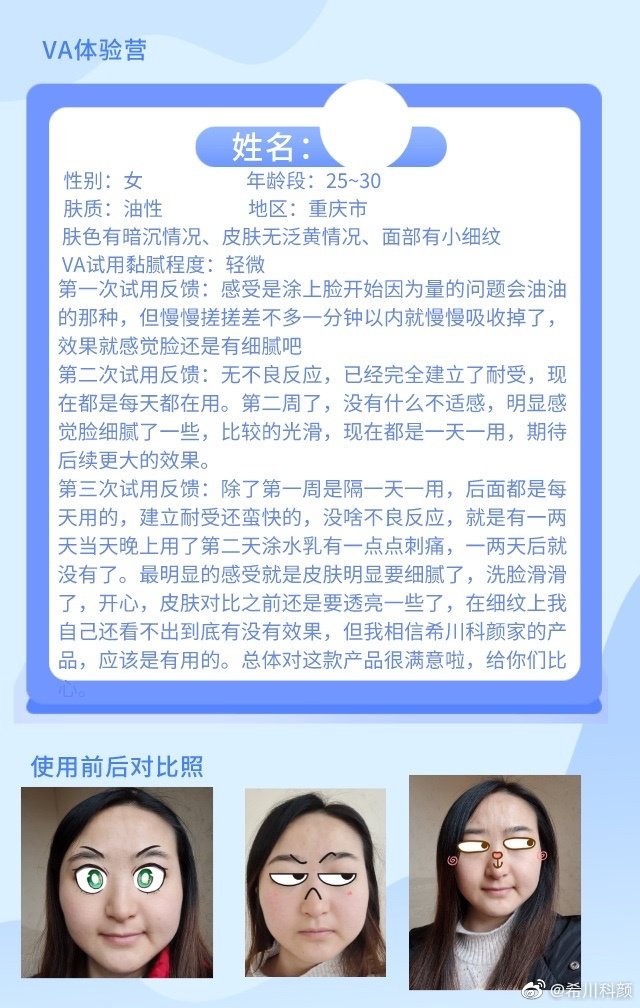 VA体验营
姓名：
性别：女 年龄段：25~30
肤质：油性 地区：重庆市
肤色有暗沉情况、皮肤无泛黄情况、面部有小细纹
VA试用黏腻程度：轻微
第一次试用反馈：感受是涂上脸开始因为量的问题会油油
的那种，但慢慢搓搓差不多一分钟以内就慢慢吸收掉了，
效果就感觉脸还是有细腻吧
第二次试用反馈：无不良反应，已经完全建立了耐受，现
在都是每天都在用。第二周了，没有什么不适感，明显感
觉脸细腻了一些，比较的光滑，现在都是一天一用，期待
后续更大的效果。
第三次试用反馈：除了第一周是隔一天一用，后面都是每
天用的，建立耐受还蛮快的，没啥不良反应，就是有一两
天当天晚上用了第二天涂水乳有一点点刺痛，一两天后就
没有了。最明显的感受就是皮肤明显要细腻了，洗脸滑滑
了，开心，皮肤对比之前还是要透亮一些了，在细纹上我
自己还看不出到底有没有效果，但我相信希川科颜家的产
品，应该是有用的。总体对这款产品很满意啦，给你们比
心。
使用前后对比照
@希川科颜